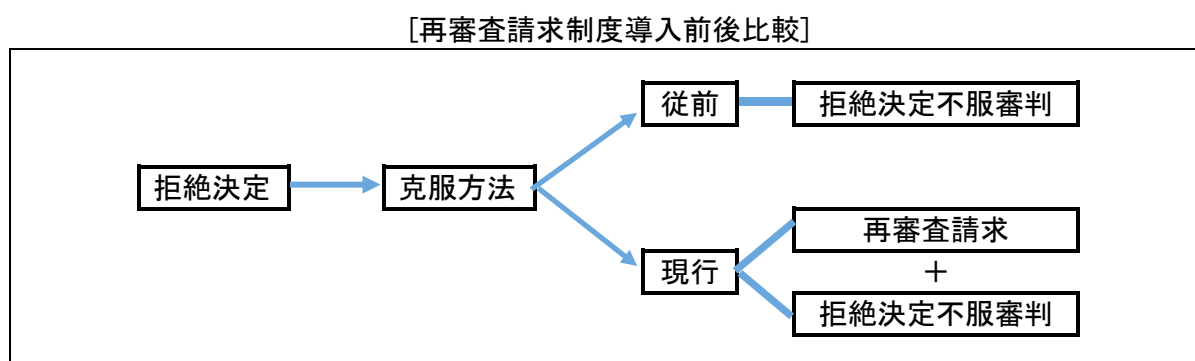 [再審査請求制度導入前後比較]
従前
拒絶決定不服審判
拒絶決定
克服方法
再審査請求
現行
+
拒絶決定不服審判